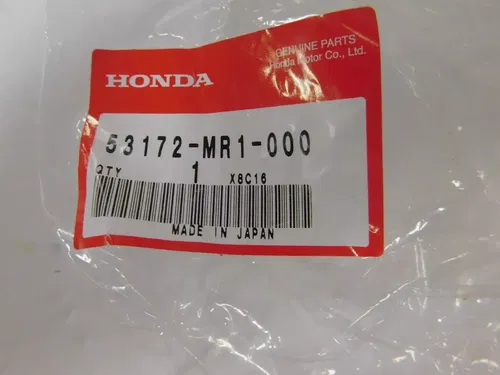 GENUINE PARTS
Honda Motor Co., Ltd.
HONDA
53172-MR1-000
QTY 1 X8C16
MADE IN JAPAN